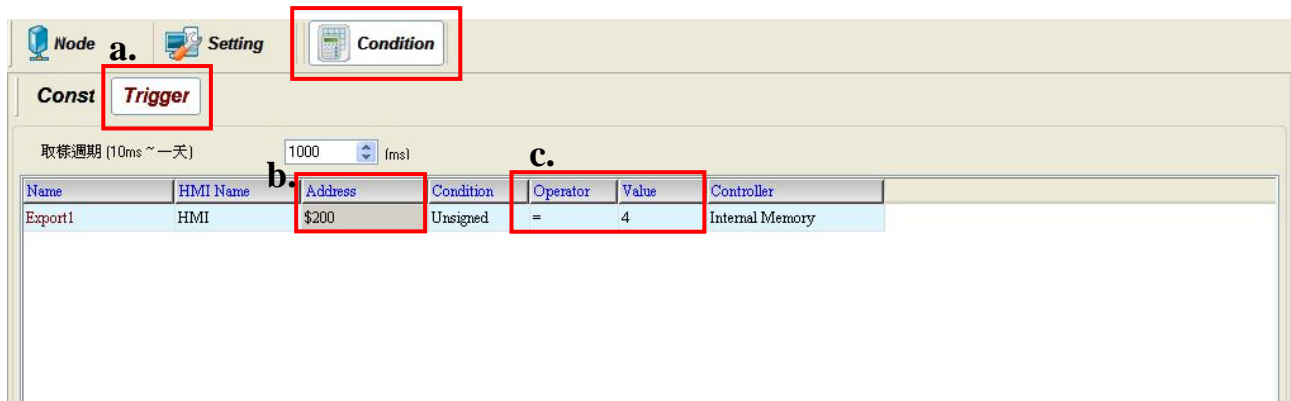 Node a. Setting Condition
Const Trigger
取樣週期 (10ms ~ 一天) 1000 (ms)
b. c.
Name HMI Name Address Condition Operator Value Controller
Export1 HMI $200 Unsigned = 4 Internal Memory